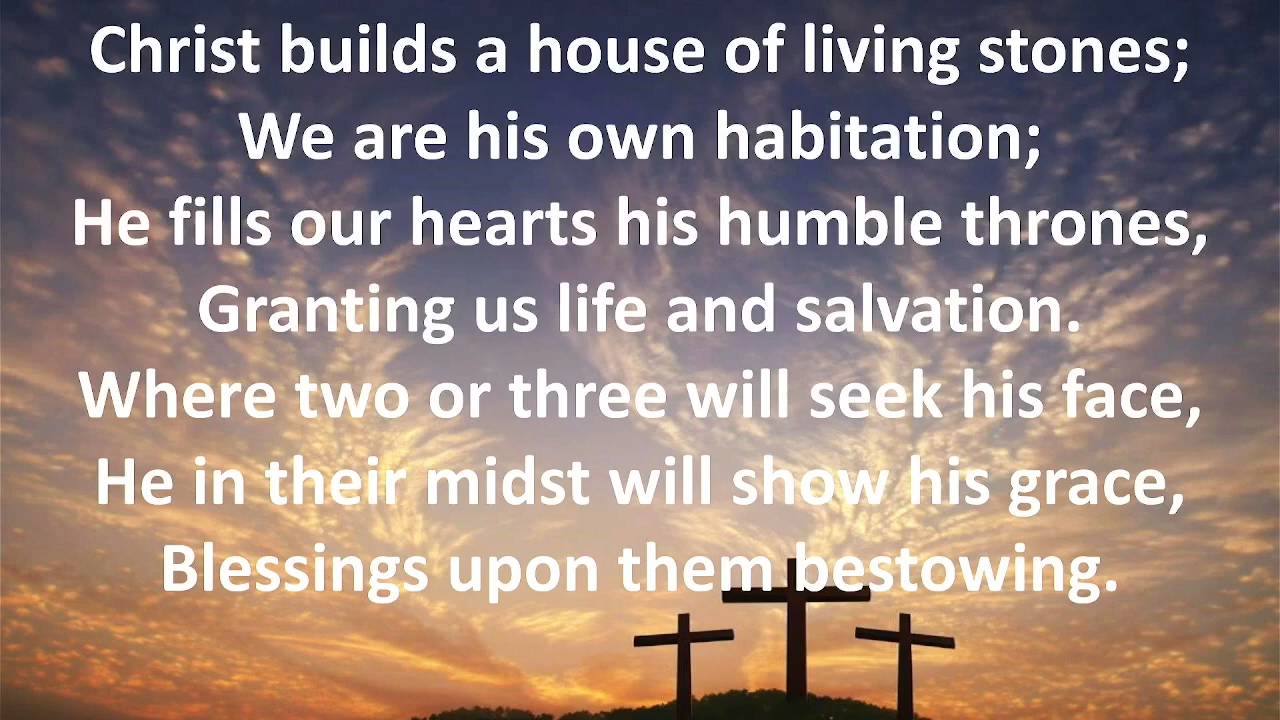 Christ builds a house of living stones;
We are his own habitation;
He fills our hearts his humble thrones,
Granting us life and salvation.
Where two or three will seek his face,
He in their midst will show his grace,
Blessings upon them bestowing.